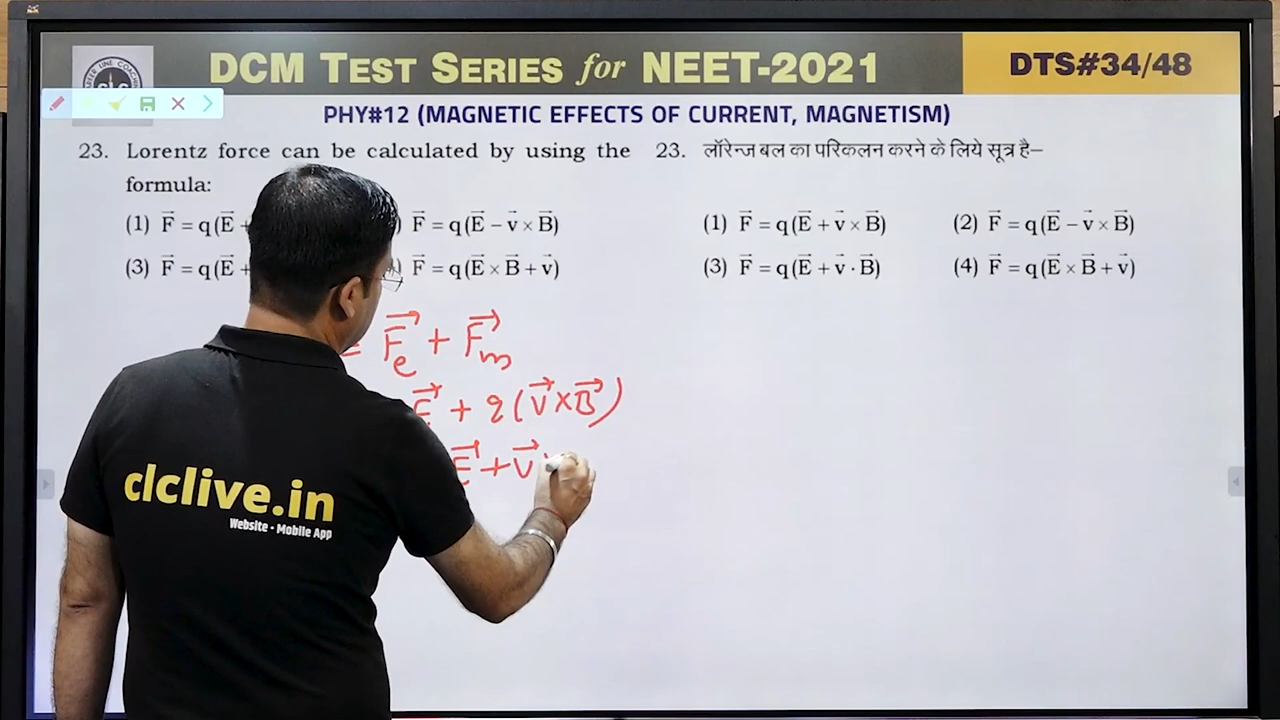 DCM TEST SERIES for NEET-2021
DTS#34/48
CLC
PHY#12 (MAGNETIC EFFECTS OF CURRENT, MAGNETISM)
23. Lorentz force can be calculated by using the
formula:
(1) F⃗ = q(E⃗ +
) F⃗ = q(E⃗ − v⃗ × B⃗)
(3) F⃗ = q(E⃗ +
) F⃗ = q(E⃗ × B⃗ + v⃗)
23. लॉरेन्ज बल का परिकलन करने के लिये सूत्र है–
(1) F⃗ = q(E⃗ + v⃗ × B⃗)
(2) F⃗ = q(E⃗ − v⃗ × B⃗)
(3) F⃗ = q(E⃗ + v⃗ · B⃗)
(4) F⃗ = q(E⃗ × B⃗ + v⃗)
= F⃗e + F⃗m
E⃗ + q(v⃗ × B⃗)
E⃗ + v⃗
clclive.in
Website • Mobile App